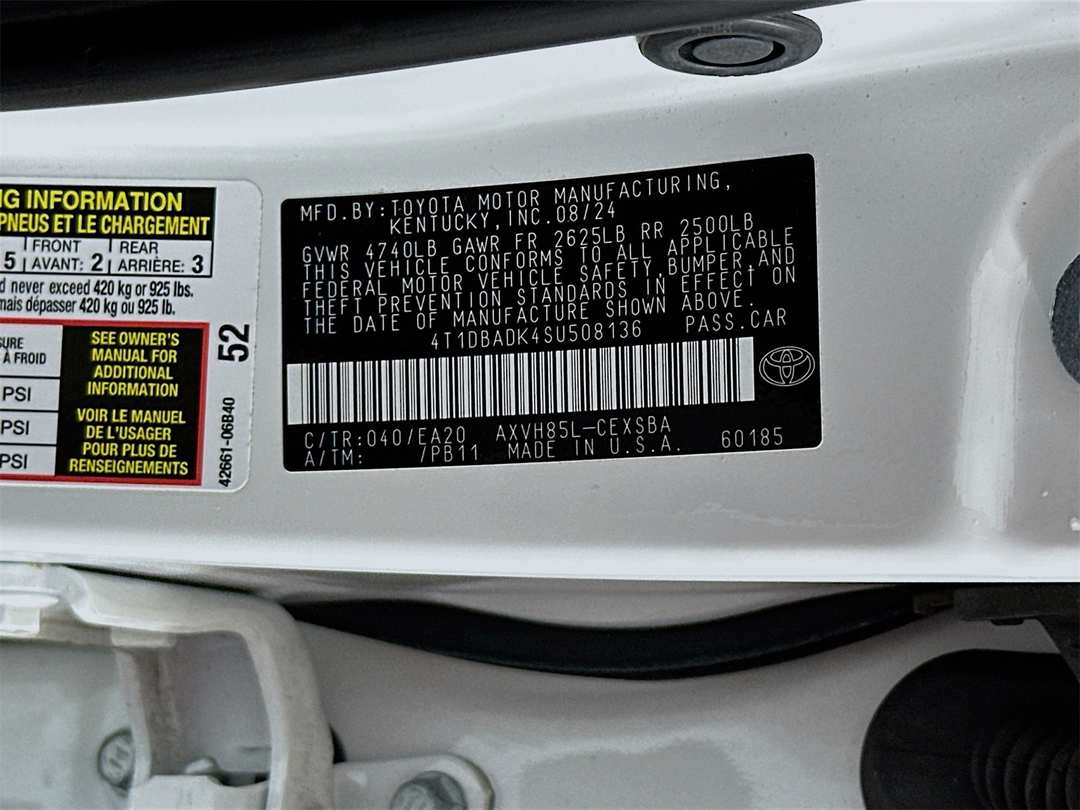 NG INFORMATION
PNEUS ET LE CHARGEMENT
5 FRONT REAR
AVANT: 2 ARRIÈRE: 3
d never exceed 420 kg or 925 lbs.
mais dépasser 420 kg ou 925 lb.
SURE
À FROID
PSI
PSI
PSI
SEE OWNER'S
MANUAL FOR
ADDITIONAL
INFORMATION
VOIR LE MANUEL
DE L'USAGER
POUR PLUS DE
RENSEIGNEMENTS
52
42661-06B40
MFD.BY:TOYOTA MOTOR MANUFACTURING,
KENTUCKY, INC.08/24
GVWR 4740LB GAWR FR 2625LB RR 2500LB
THIS VEHICLE CONFORMS TO ALL APPLICABLE
FEDERAL MOTOR VEHICLE SAFETY,BUMPER,AND
THEFT PREVENTION STANDARDS IN EFFECT ON
THE DATE OF MANUFACTURE SHOWN ABOVE.
4T1DBADK4SU508136 PASS.CAR
C/TR:040/EA20 AXVH85L-CEXSBA
A/TM: /PB11 MADE IN U.S.A. 60185